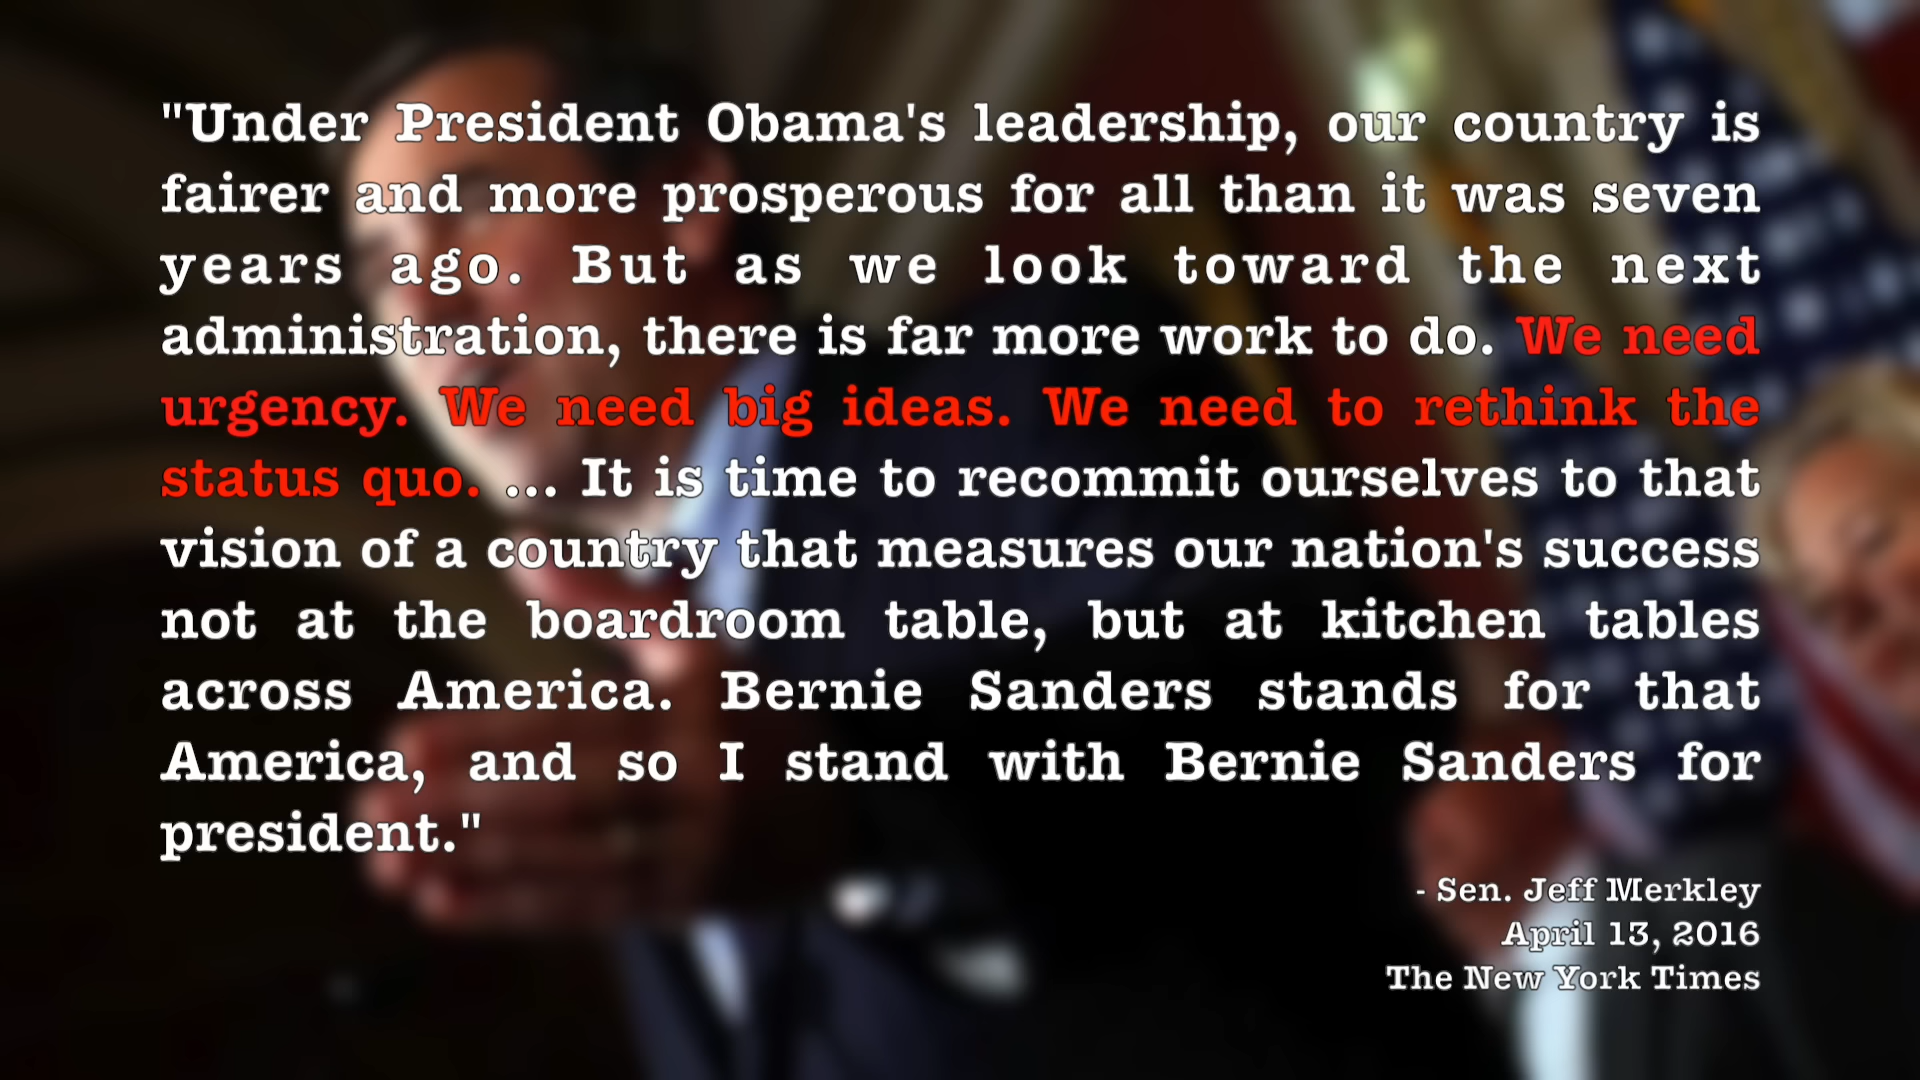 "Under President Obama's leadership, our country is
fairer and more prosperous for all than it was seven
years ago. But as we look toward the next
administration, there is far more work to do. We need
urgency. We need big ideas. We need to rethink the
status quo. ... It is time to recommit ourselves to that
vision of a country that measures our nation's success
not at the boardroom table, but at kitchen tables
across America. Bernie Sanders stands for that
America, and so I stand with Bernie Sanders for
president."
- Sen. Jeff Merkley
April 13, 2016
The New York Times